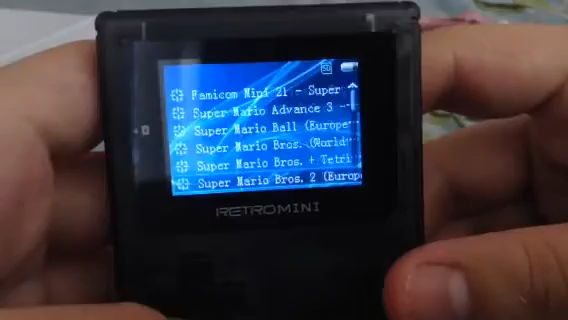 SD
Famicom Mini 21 - Super
Super Mario Advance 3 -
Super Mario Ball (Europe
Super Mario Bros. (World
Super Mario Bros. + Tetri
Super Mario Bros. 2 (Europ
RETROMINI